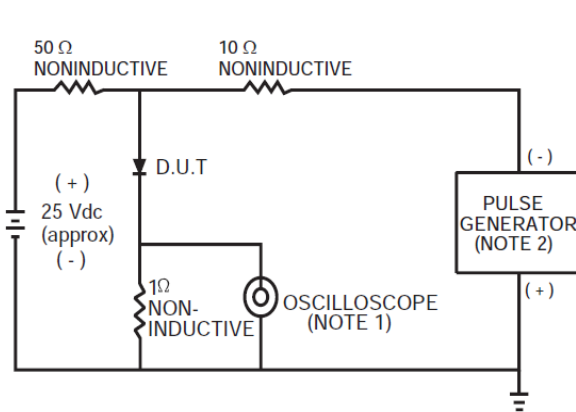 50 Ω
NONINDUCTIVE
10 Ω
NONINDUCTIVE
D.U.T
(+)
25 Vdc
(approx)
(-)
1Ω
NON-
INDUCTIVE
OSCILLOSCOPE
(NOTE 1)
(-)
PULSE
GENERATOR
(NOTE 2)
(+)